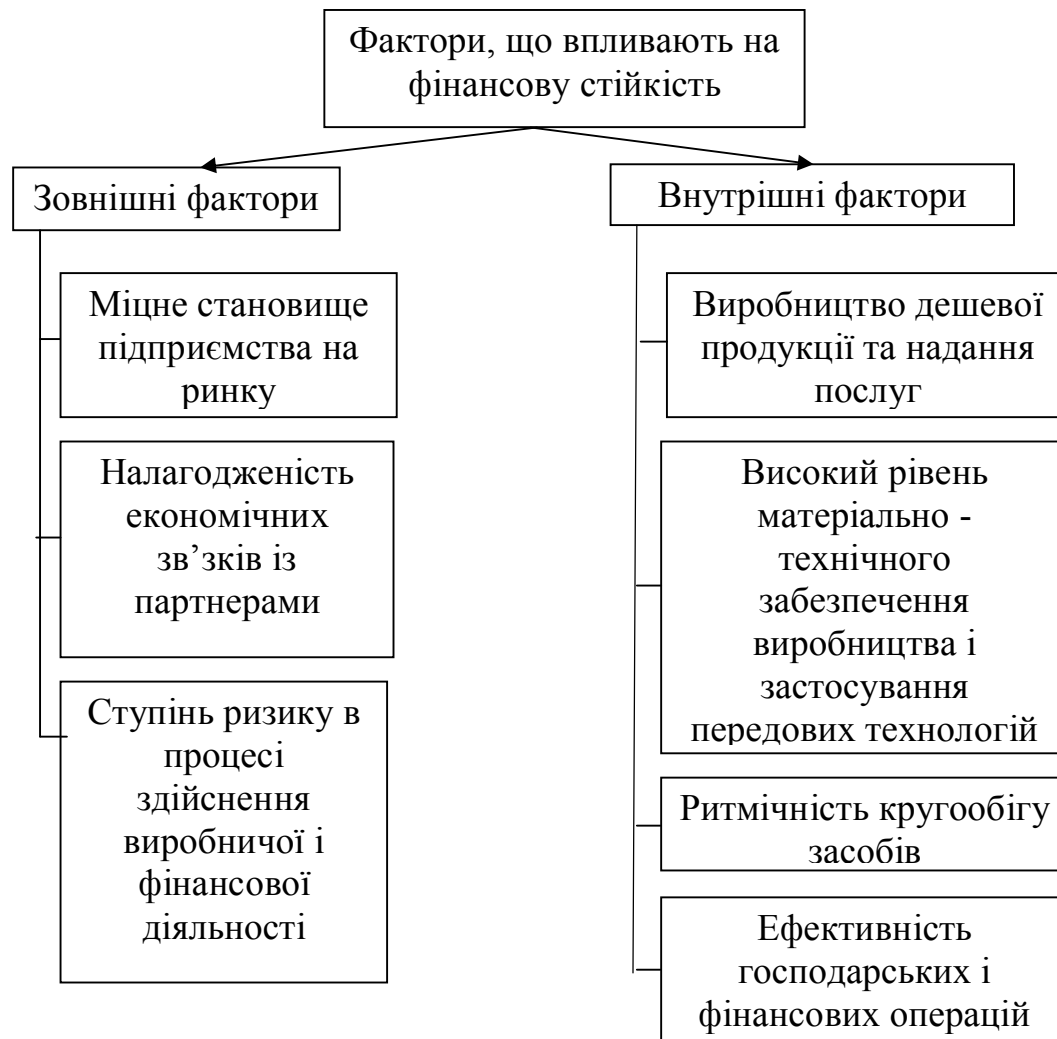 Фактори, що впливають на
фінансову стійкість
Зовнішні фактори
Міцне становище
підприємства на
ринку
Налагодженість
економічних
зв’зків із
партнерами
Ступінь ризику в
процесі
здійснення
виробничої і
фінансової
діяльності
Внутрішні фактори
Виробництво дешевої
продукції та надання
послуг
Високий рівень
матеріально -
технічного
забезпечення
виробництва і
застосування
передових технологій
Ритмічність кругообігу
засобів
Ефективність
господарських і
фінансових операцій